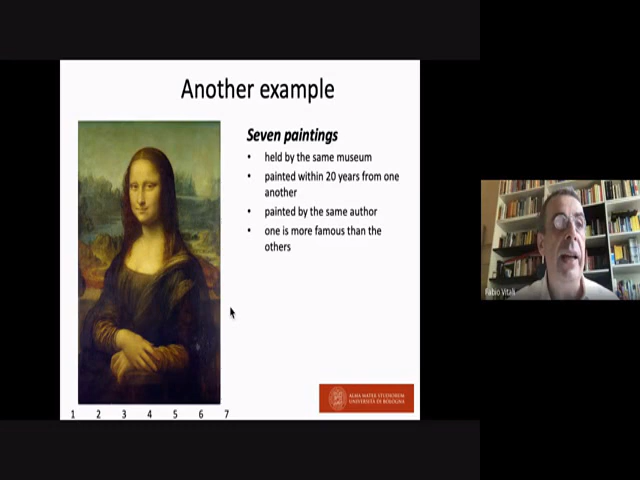 Another example
Seven paintings
• held by the same museum
• painted within 20 years from one
another
• painted by the same author
• one is more famous than the
others
ALMA MATER STUDIORUM
UNIVERSITÀ DI BOLOGNA
1 2 3 4 5 6 7
Fabio Vitali